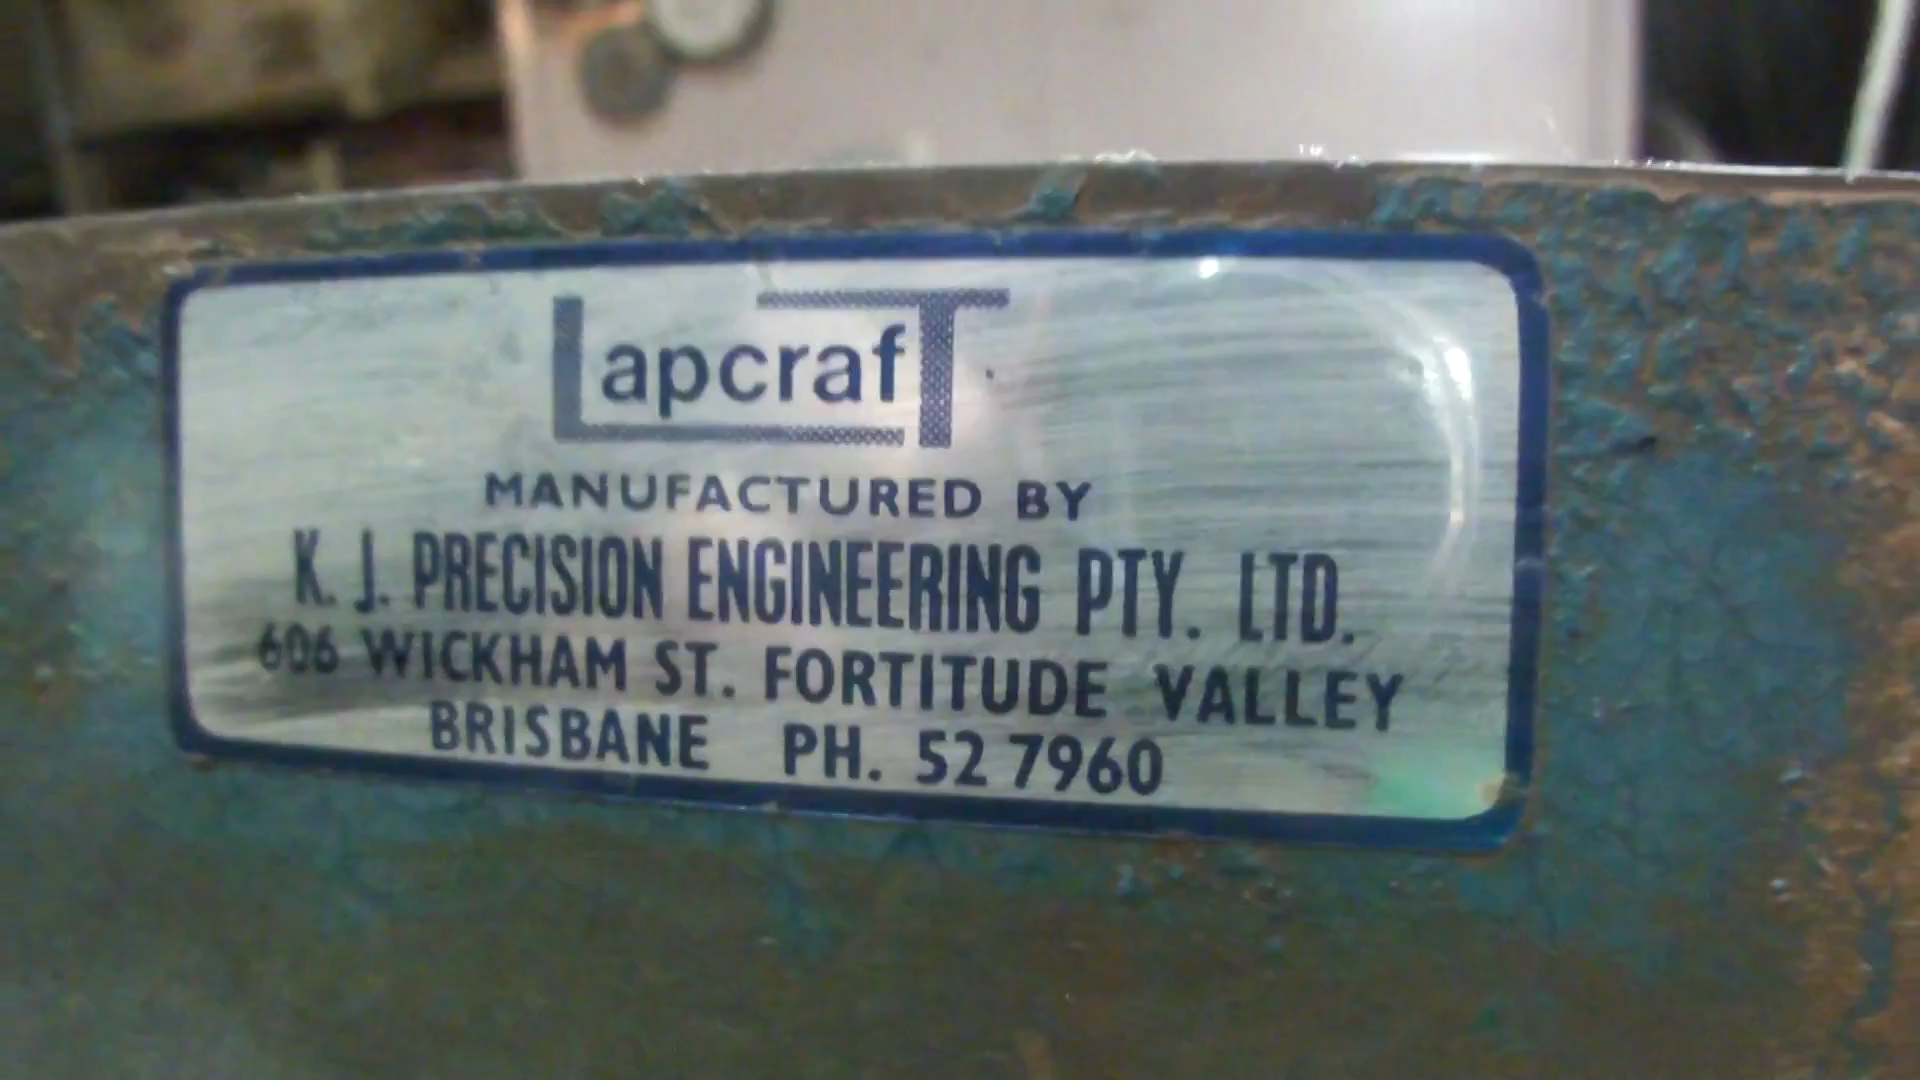 LapcrafT
MANUFACTURED BY
K. J. PRECISION ENGINEERING PTY. LTD.
606 WICKHAM ST. FORTITUDE VALLEY
BRISBANE PH. 52 7960